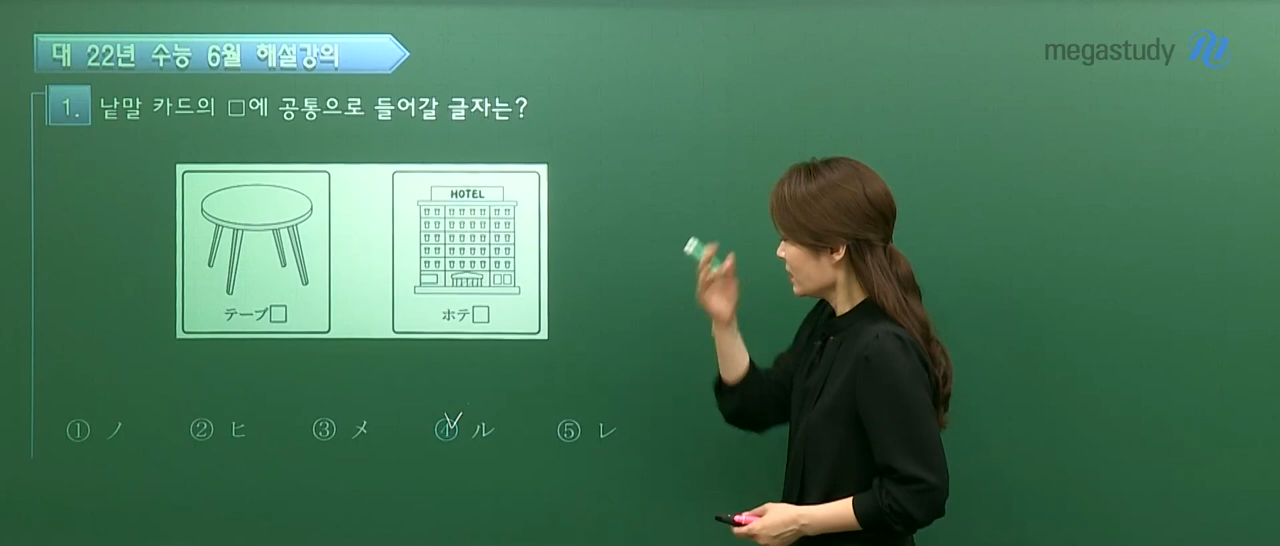 대 22년 수능 6월 해설강의
megastudy
1. 낱말 카드의 □에 공통으로 들어갈 글자는?
HOTEL
テーブ□ ホテ□
① ノ ② ヒ ③ メ ④ ル ⑤ レ